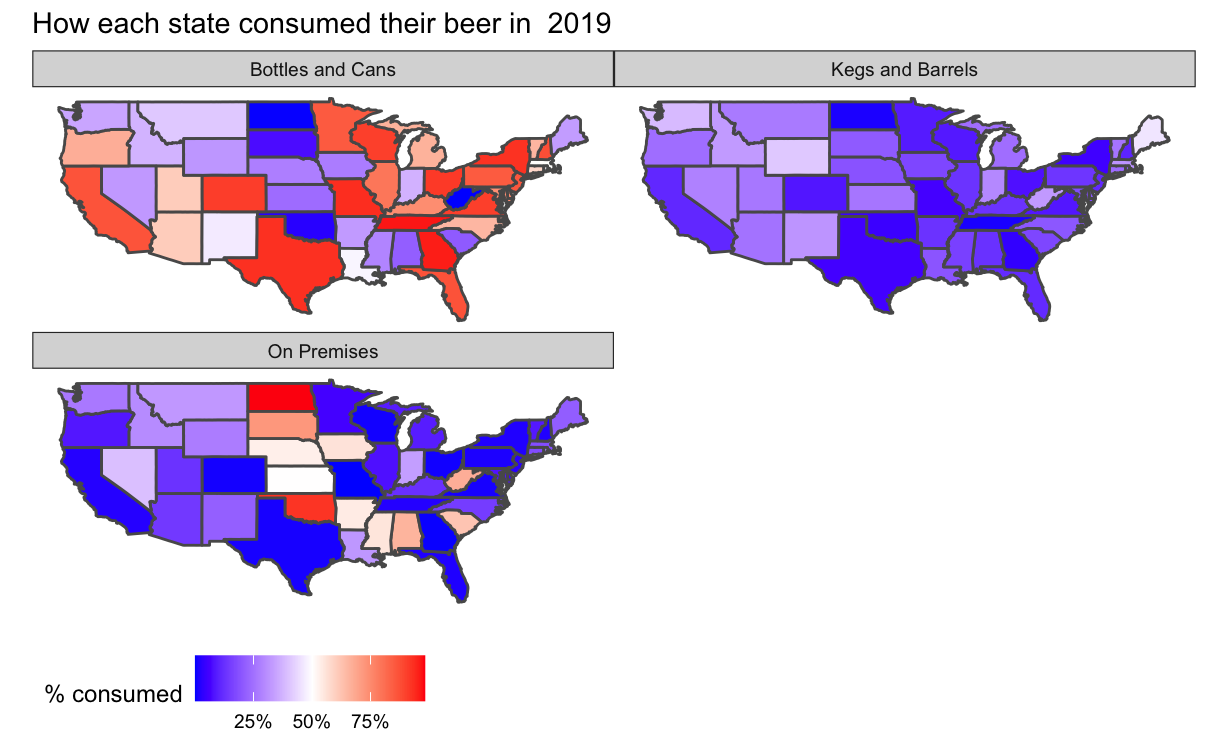 How each state consumed their beer in  2019
Bottles and Cans
Kegs and Barrels
On Premises
% consumed
25%
50%
75%